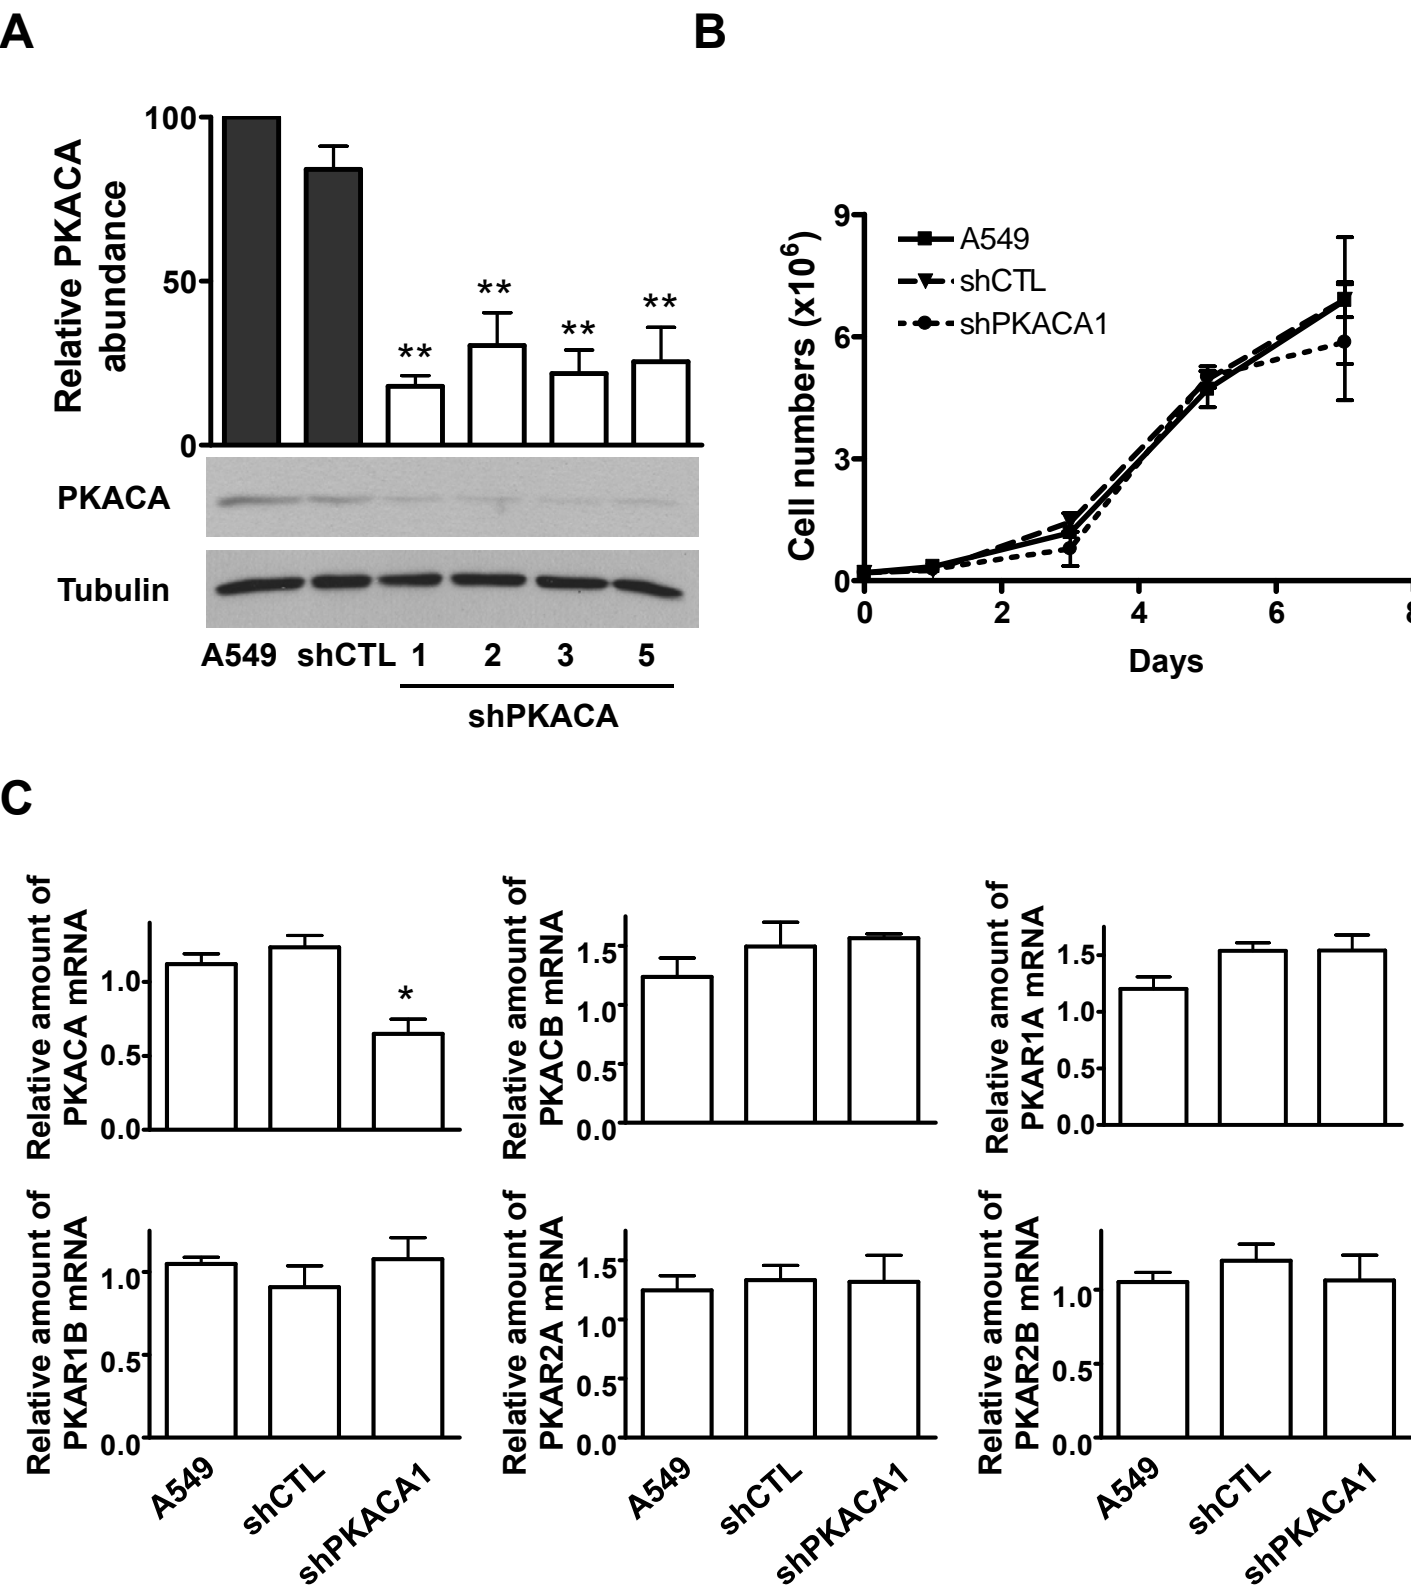 A
B
100
50
0
Relative PKACA
abundance
**
**
**
**
PKACA
Tubulin
A549 shCTL 1 2 3 5
shPKACA
9
6
3
0
Cell numbers (x10⁶)
A549
shCTL
shPKACA1
0 2 4 6 8
Days
C
Relative amount of
PKACA mRNA
1.0
0.5
0.0
*
Relative amount of
PKACB mRNA
1.5
1.0
0.5
0.0
Relative amount of
PKAR1A mRNA
1.5
1.0
0.5
0.0
Relative amount of
PKAR1B mRNA
1.0
0.5
0.0
Relative amount of
PKAR2A mRNA
1.5
1.0
0.5
0.0
Relative amount of
PKAR2B mRNA
1.0
0.5
0.0
A549
shCTL
shPKACA1
A549
shCTL
shPKACA1
A549
shCTL
shPKACA1